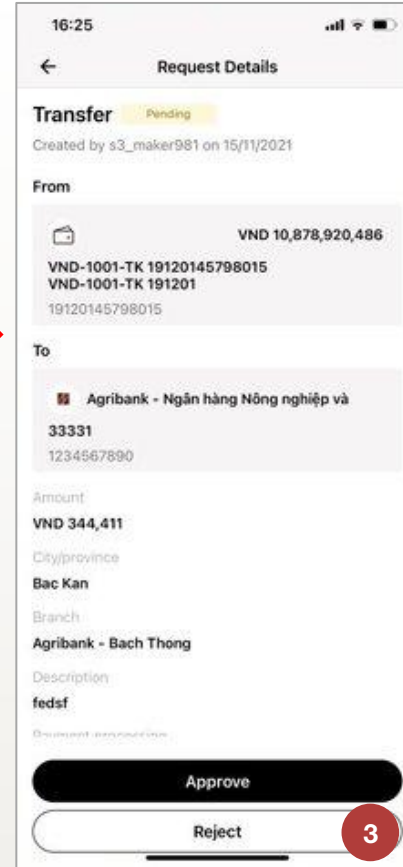 16:25
Request Details
Transfer Pending
Created by s3_maker981 on 15/11/2021
From
VND 10,878,920,486
VND-1001-TK 19120145798015
VND-1001-TK 191201
19120145798015
To
Agribank - Ngân hàng Nông nghiệp và
33331
1234567890
Amount
VND 344,411
City/province
Bac Kan
Branch
Agribank - Bach Thong
Description
fedsf
Payment processing
Approve
Reject
3